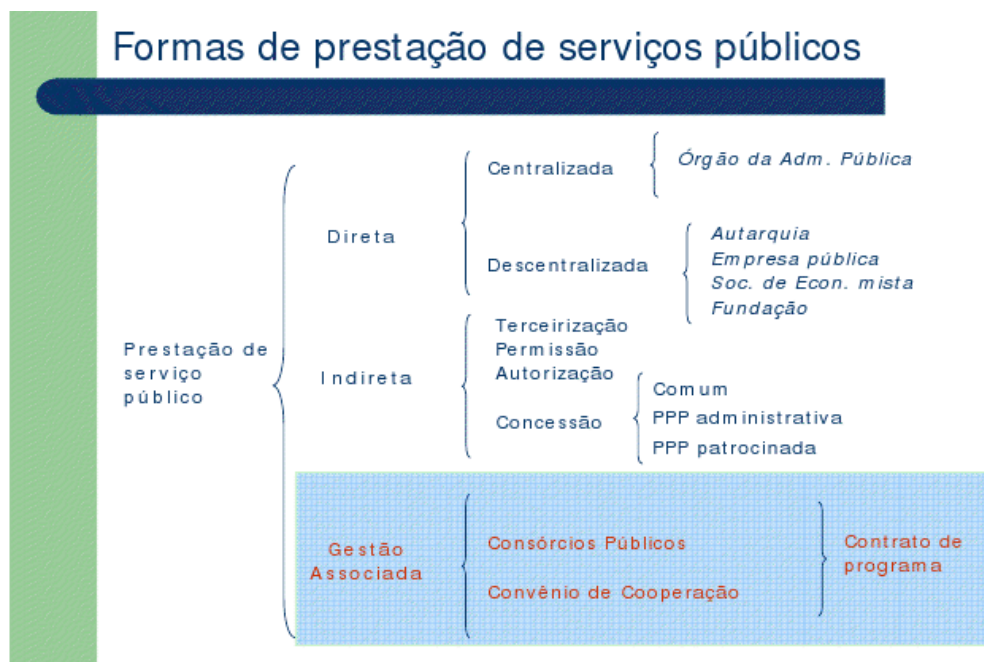 Formas de prestação de serviços públicos
Centralizada
Órgão da Adm. Pública
Direta
Descentralizada
Autarquia
Empresa pública
Soc. de Econ. mista
Fundação
Prestação de
serviço
público
Indireta
Terceirização
Permissão
Autorização
Concessão
Comum
PPP administrativa
PPP patrocinada
Gestão
Associada
Consórcios Públicos
Convênio de Cooperação
Contrato de
programa